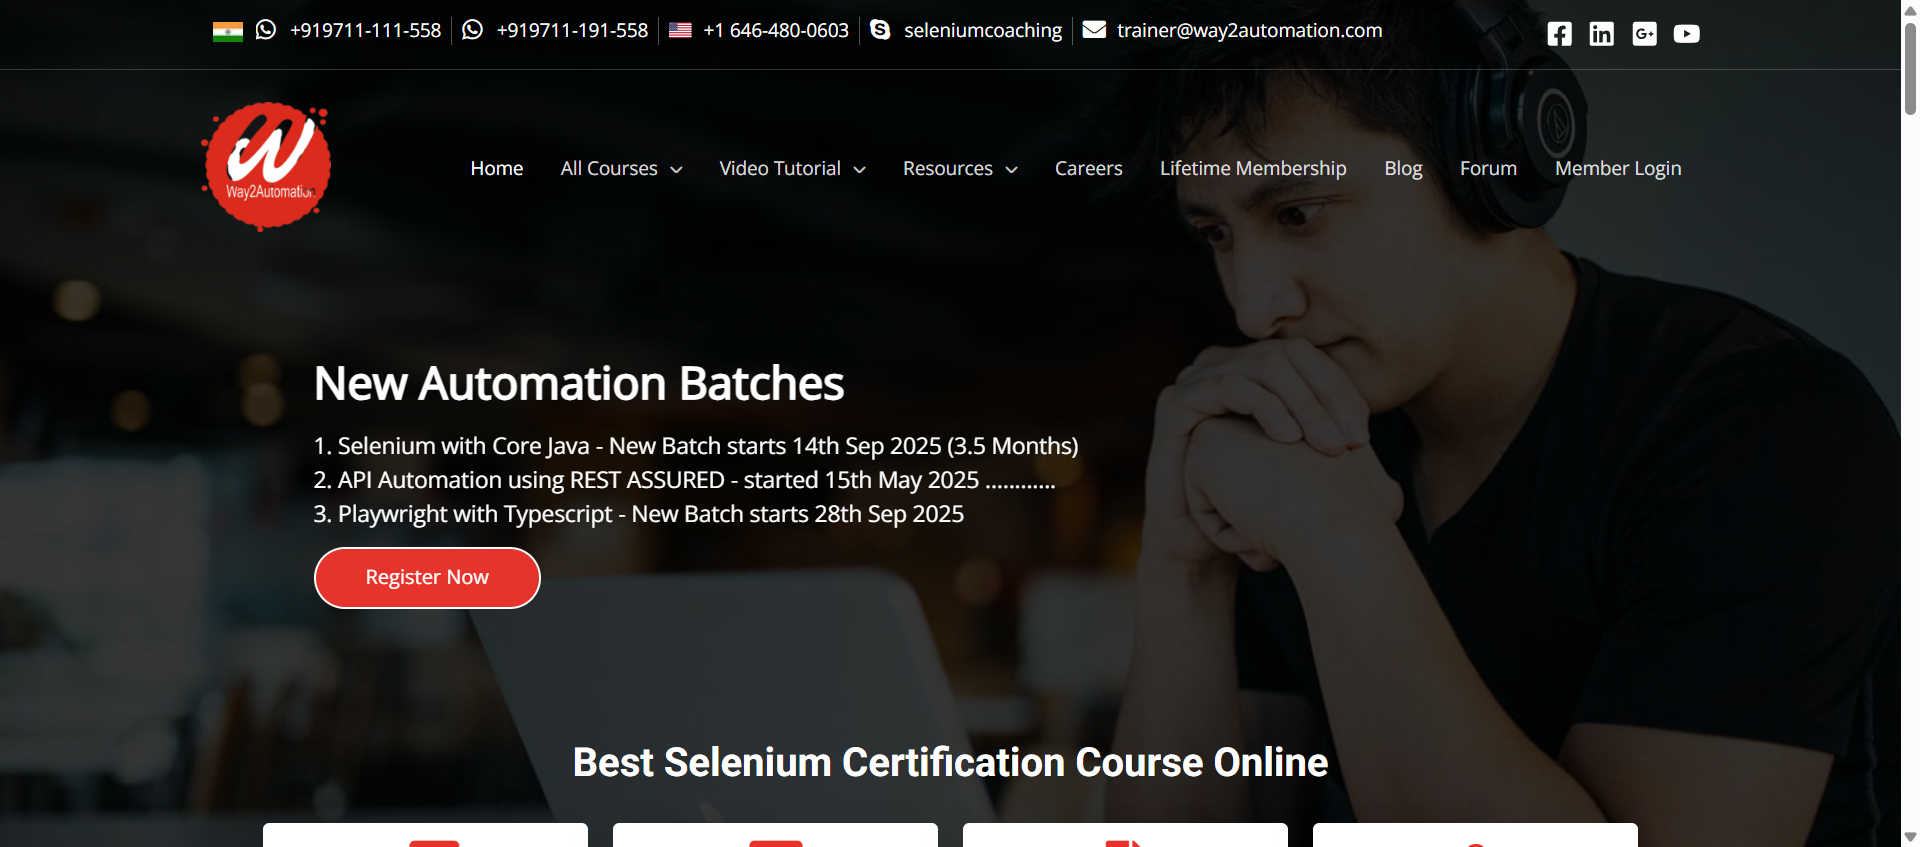 +919711-111-558 +919711-191-558 +1 646-480-0603 seleniumcoaching trainer@way2automation.com
Way2Automation
Home All Courses Video Tutorial Resources Careers Lifetime Membership Blog Forum Member Login
New Automation Batches
1. Selenium with Core Java - New Batch starts 14th Sep 2025 (3.5 Months)
2. API Automation using REST ASSURED - started 15th May 2025 ............
3. Playwright with Typescript - New Batch starts 28th Sep 2025
Register Now
Best Selenium Certification Course Online